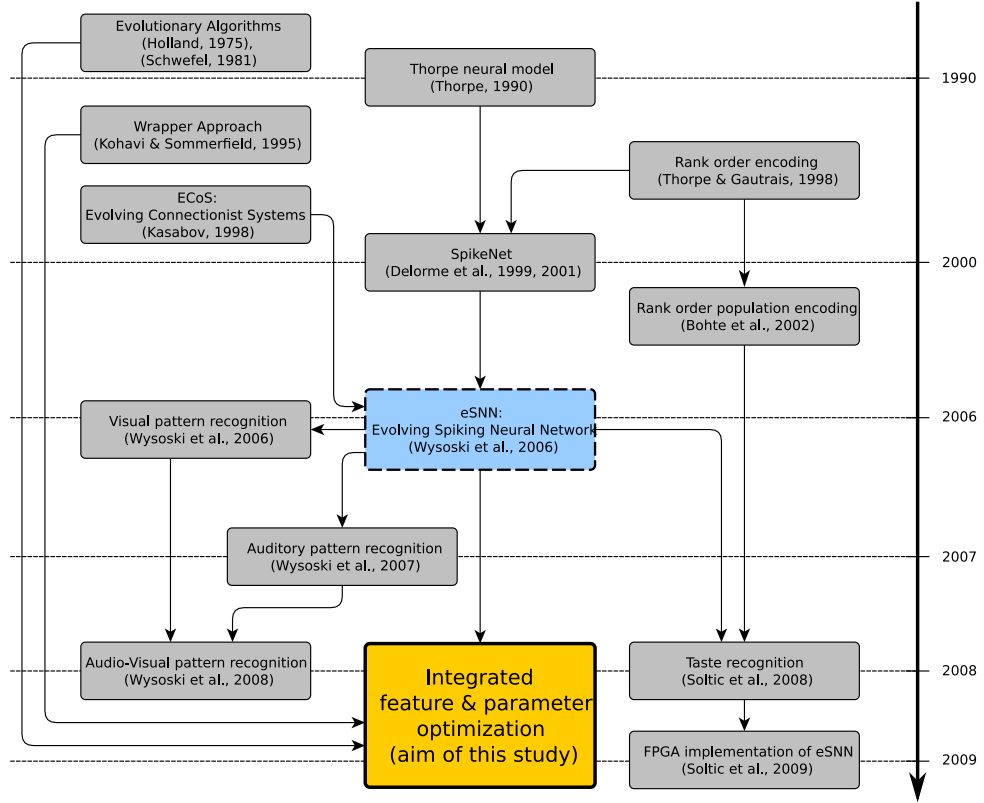 Evolutionary Algorithms
(Holland, 1975),
(Schwefel, 1981)
Thorpe neural model
(Thorpe, 1990)
1990
Wrapper Approach
(Kohavi & Sommerfield, 1995)
Rank order encoding
(Thorpe & Gautrais, 1998)
ECoS:
Evolving Connectionist Systems
(Kasabov, 1998)
SpikeNet
(Delorme et al., 1999, 2001)
2000
Rank order population encoding
(Bohte et al., 2002)
eSNN:
Evolving Spiking Neural Network
(Wysoski et al., 2006)
2006
Visual pattern recognition
(Wysoski et al., 2006)
Auditory pattern recognition
(Wysoski et al., 2007)
2007
Audio-Visual pattern recognition
(Wysoski et al., 2008)
Integrated
feature & parameter
optimization
(aim of this study)
Taste recognition
(Soltic et al., 2008)
2008
FPGA implementation of eSNN
(Soltic et al., 2009)
2009